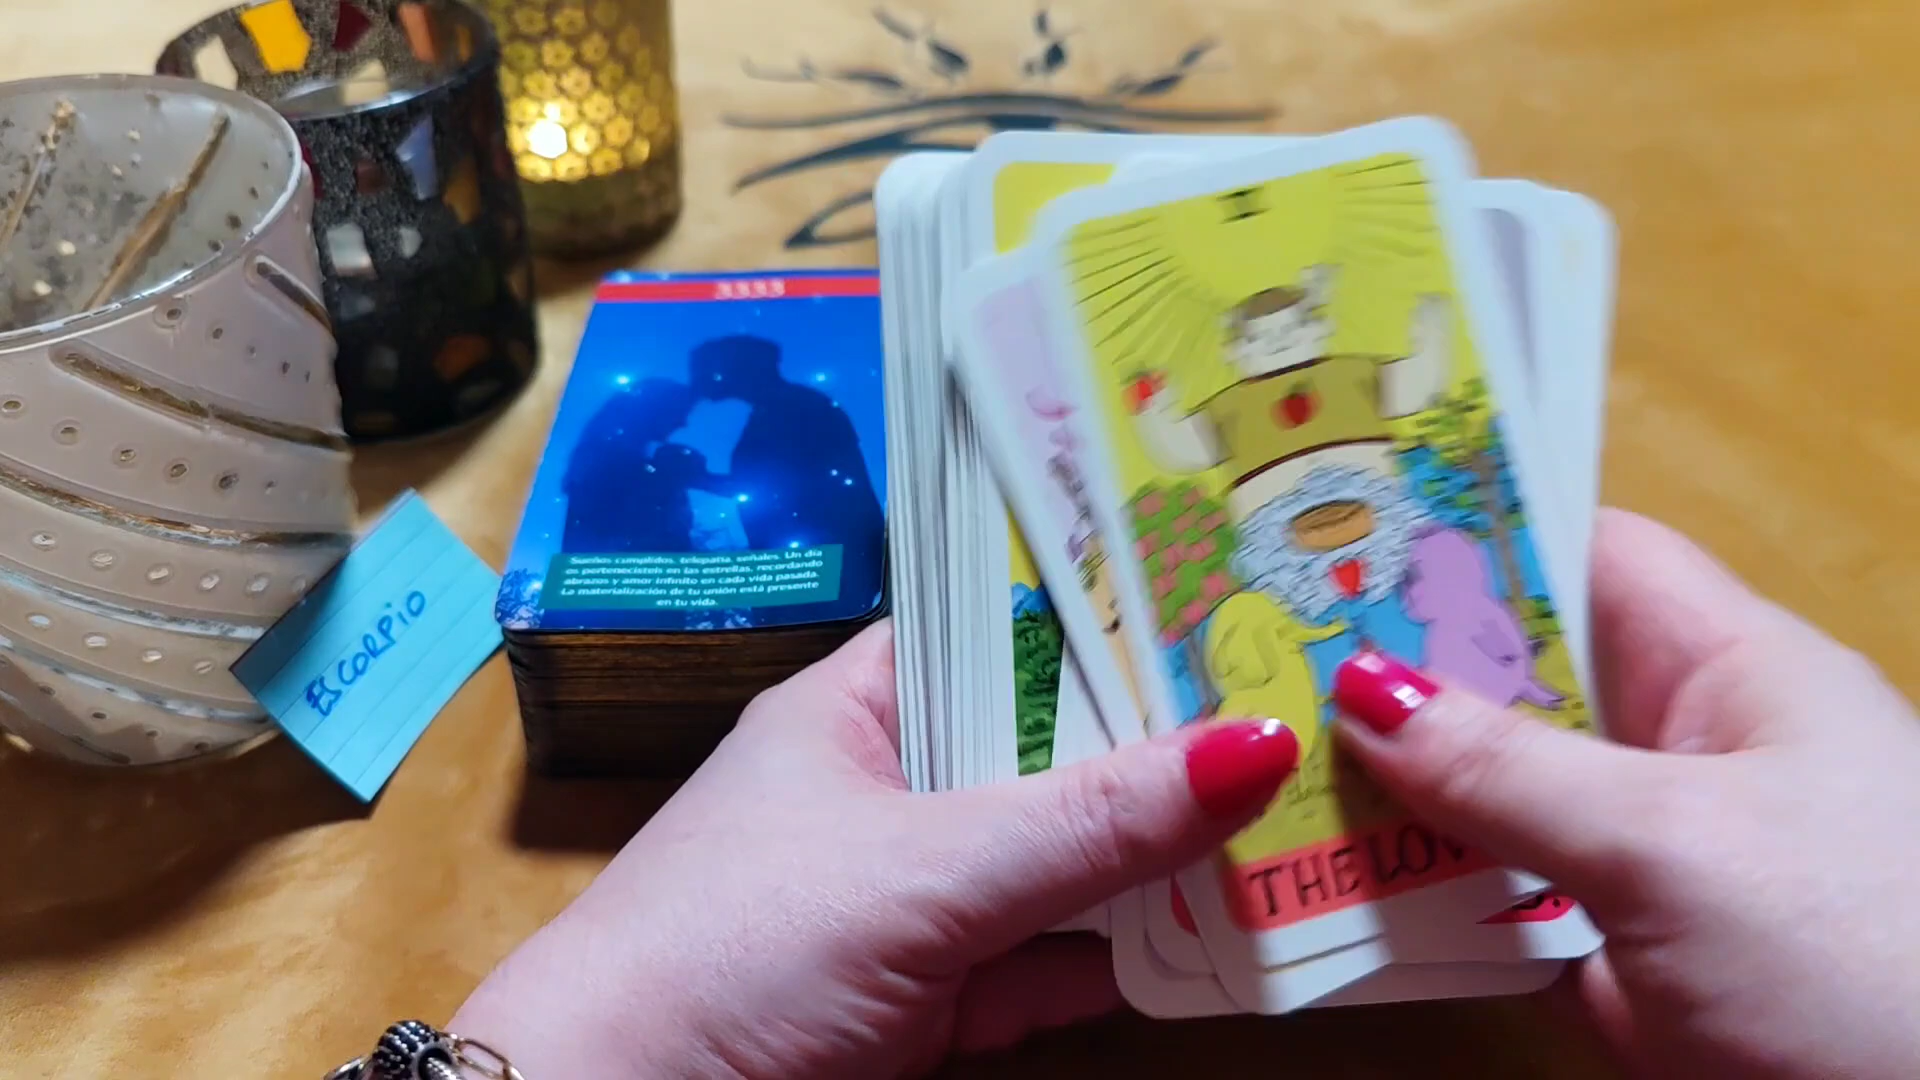 3333
Sueños cumplidos, telepatía, señales. Un día
os pertenecisteis en las estrellas, recordando
abrazos y amor infinito en cada vida pasada.
La materialización de tu unión está presente
en tu vida.
ESCORPIO
THE LOV